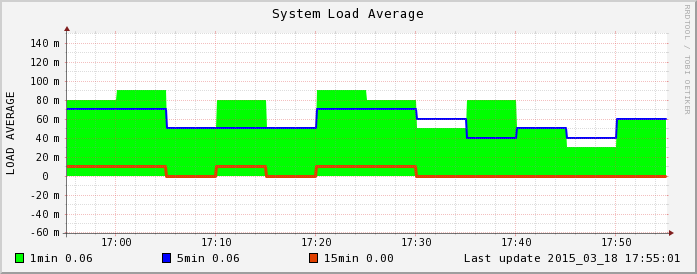 System Load Average
RRDTOOL / TOBI OETIKER
LOAD AVERAGE
140 m
120 m
100 m
80 m
60 m
40 m
20 m
0
-20 m
-40 m
-60 m
17:00 17:10 17:20 17:30 17:40 17:50
1min 0.06 5min 0.06 15min 0.00 Last update 2015_03_18 17:55:01